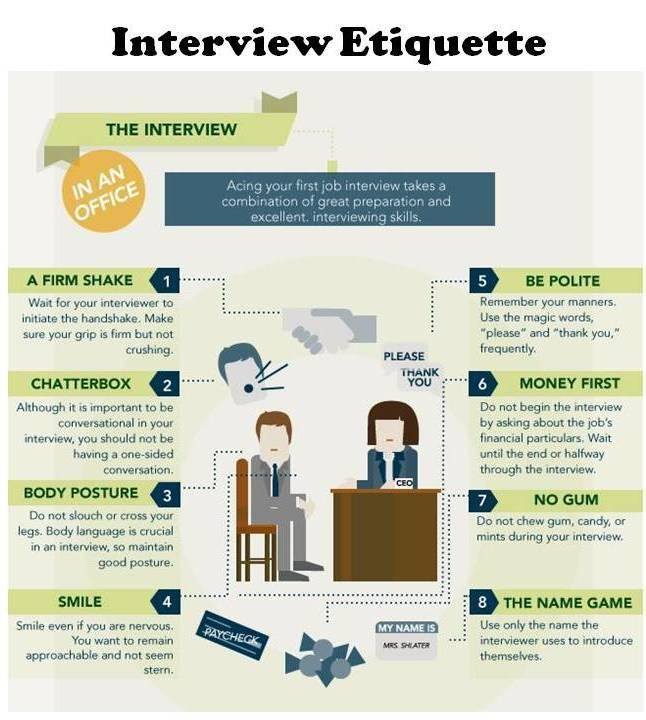 Interview Etiquette
THE INTERVIEW
IN AN
OFFICE
Acing your first job interview takes a
combination of great preparation and
excellent. interviewing skills.
A FIRM SHAKE 1
Wait for your interviewer to
initiate the handshake. Make
sure your grip is firm but not
crushing.
CHATTERBOX 2
Although it is important to be
conversational in your
interview, you should not be
having a one-sided
conversation.
BODY POSTURE 3
Do not slouch or cross your
legs. Body language is crucial
in an interview, so maintain
good posture.
SMILE 4
Smile even if you are nervous.
You want to remain
approachable and not seem
stern.
PLEASE
THANK
YOU
CEO
PAYCHECK
MY NAME IS
MRS. SHLATER
5 BE POLITE
Remember your manners.
Use the magic words,
"please" and "thank you,"
frequently.
6 MONEY FIRST
Do not begin the interview
by asking about the job's
financial particulars. Wait
until the end or halfway
through the interview.
7 NO GUM
Do not chew gum, candy, or
mints during your interview.
8 THE NAME GAME
Use only the name the
interviewer uses to introduce
themselves.